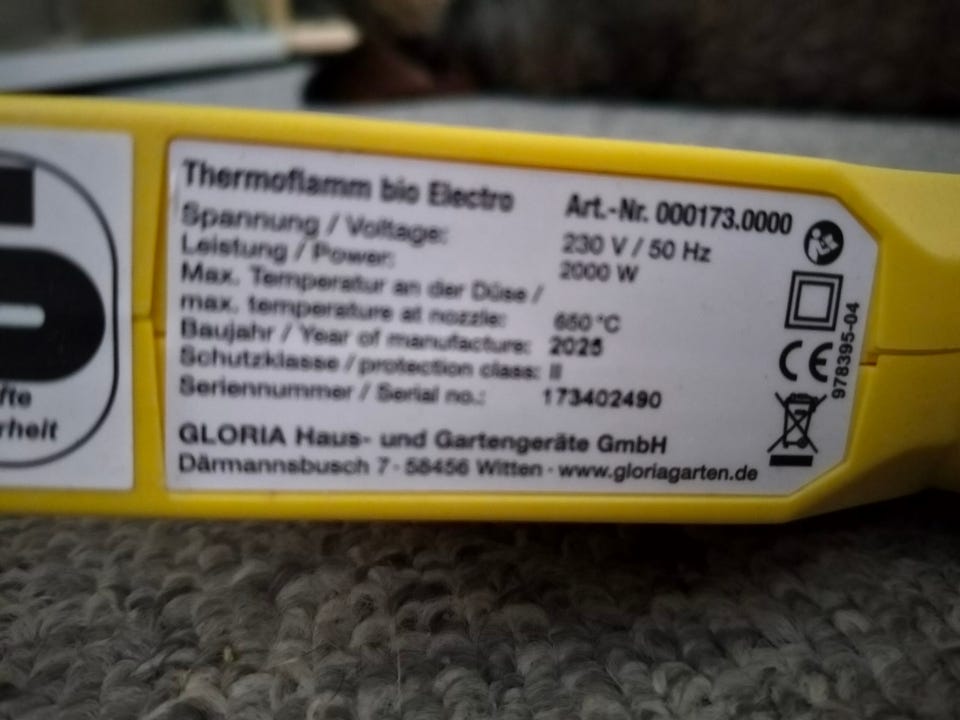 Thermoflamm bio Electro Art.-Nr. 000173.0000
Spannung / Voltage: 230 V / 50 Hz
Leistung / Power: 2000 W
Max. Temperatur an der Düse /
max. temperature at nozzle: 650 °C
Baujahr / Year of manufacture: 2025
Schutzklasse / protection class: II
Seriennummer / Serial no.: 173402490
GLORIA Haus- und Gartengeräte GmbH
Därmannsbusch 7 · 58456 Witten · www.gloriagarten.de
CE
978395-04
fte
rheit